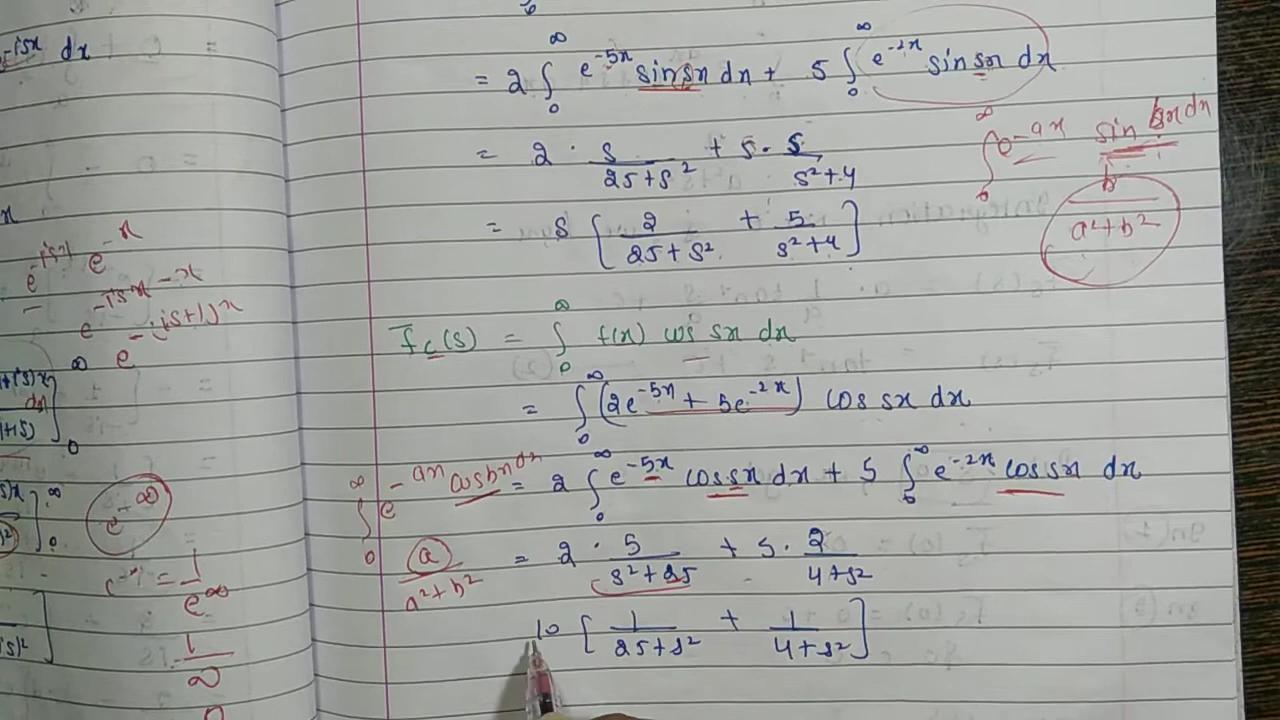 = 2 ∫₀^∞ e^{-5x} sin sx dx + 5 ∫₀^∞ e^{-2x} sin sx dx
∫₀^∞ e^{-ax} sin bx dx
= 2 · s/(25+s²) + 5 · s/(s²+4)
b/(a²+b²)
= s [ 2/(25+s²) + 5/(s²+4) ]
f̄c(s) = ∫₀^∞ f(x) cos sx dx
= ∫₀^∞ (2e^{-5x} + 5e^{-2x}) cos sx dx
∫₀^∞ e^{-ax} cos bx dx
= 2 ∫₀^∞ e^{-5x} cos sx dx + 5 ∫₀^∞ e^{-2x} cos sx dx
a/(a²+b²)
= 2 · 5/(s²+25) + 5 · 2/(4+s²)
10 [ 1/(25+s²) + 1/(4+s²) ]
e^{-isx} dx
x
e^{-isx} e^{-x}
e^{-isx-x}
e^{-(is+1)x}
e^{-∞}
= 1/e^∞
1/∞